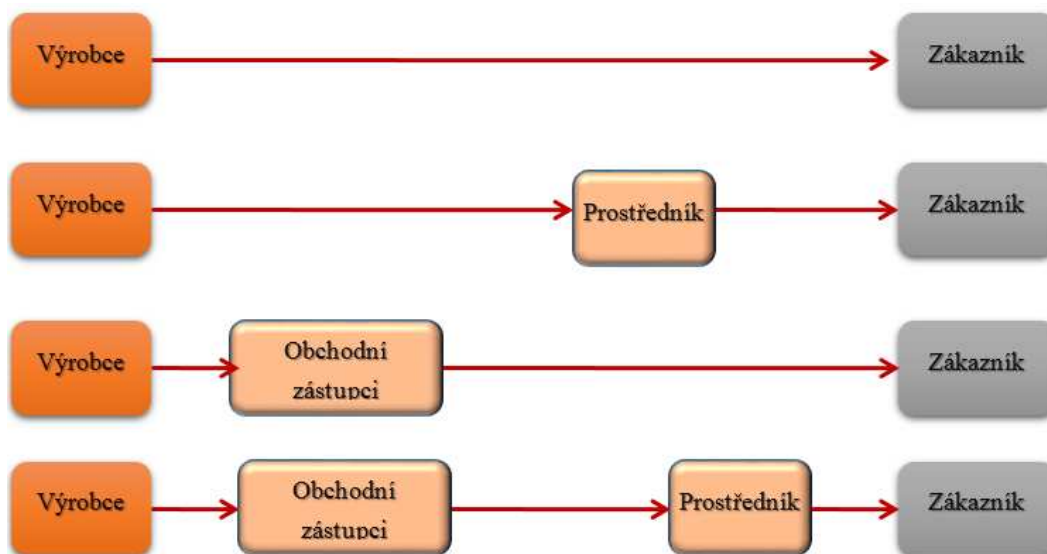 Výrobce
Zákazník
Výrobce
Prostředník
Zákazník
Výrobce
Obchodní
zástupci
Zákazník
Výrobce
Obchodní
zástupci
Prostředník
Zákazník